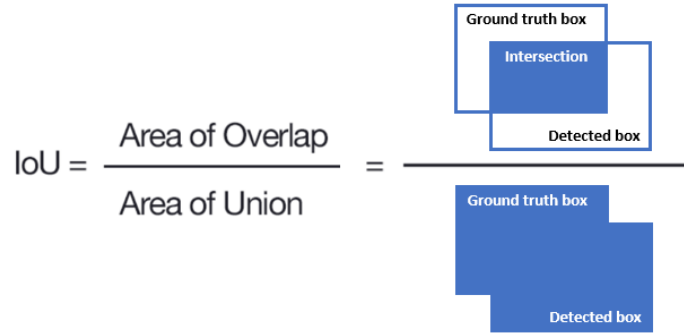 IoU =
Area of Overlap
Area of Union
=
Ground truth box
Intersection
Detected box
Ground truth box
Detected box